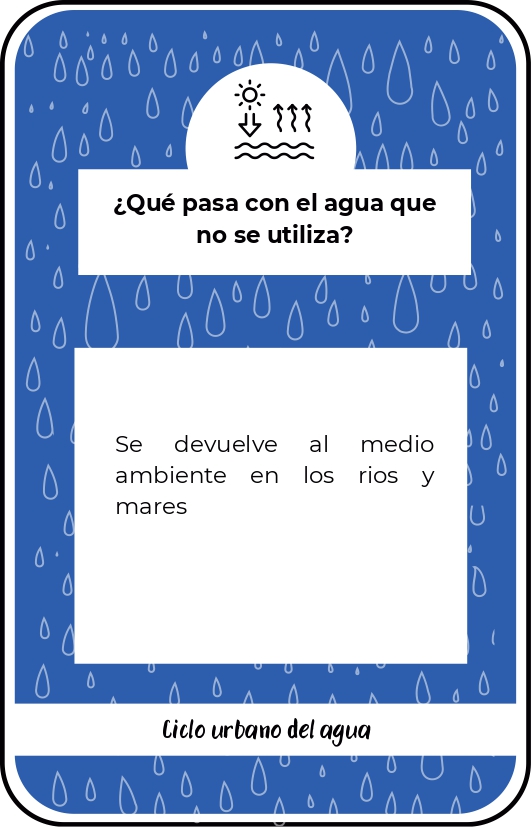 ¿Qué pasa con el agua que
no se utiliza?
Se devuelve al medio
ambiente en los rios y
mares
Ciclo urbano del agua